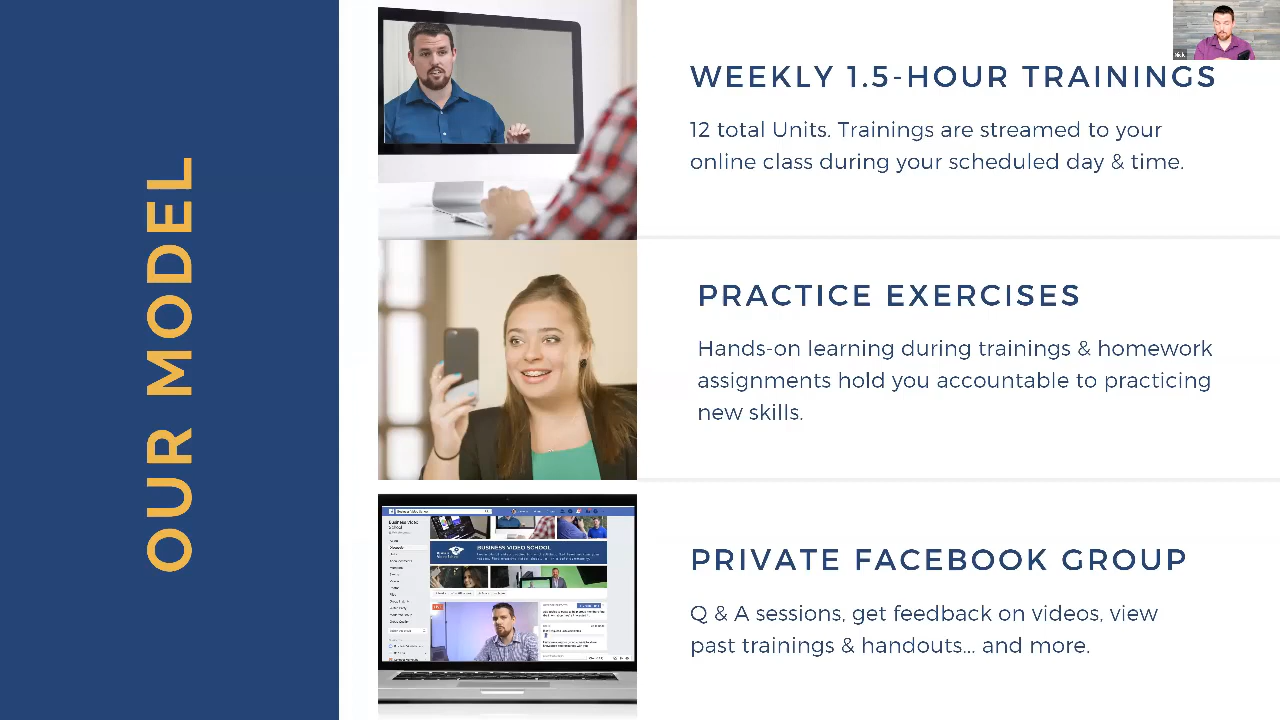 OUR MODEL
WEEKLY 1.5-HOUR TRAININGS
12 total Units. Trainings are streamed to your
online class during your scheduled day & time.
PRACTICE EXERCISES
Hands-on learning during trainings & homework
assignments hold you accountable to practicing
new skills.
BUSINESS VIDEO SCHOOL
PRIVATE FACEBOOK GROUP
Q & A sessions, get feedback on videos, view
past trainings & handouts... and more.